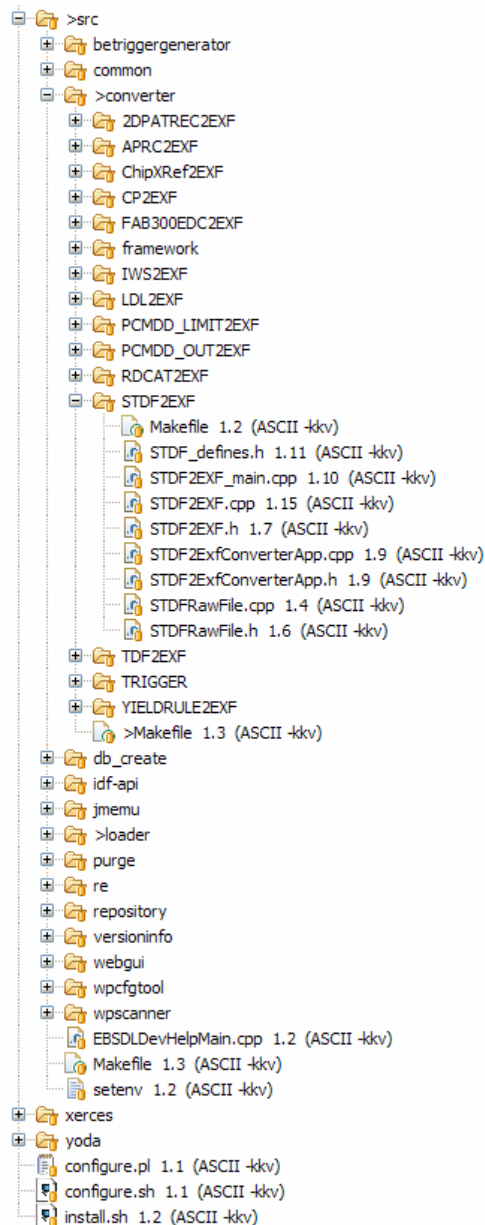 >src
betriggergenerator
common
>converter
2DPATREC2EXF
APRC2EXF
ChipXRef2EXF
CP2EXF
FAB300EDC2EXF
framework
IWS2EXF
LDL2EXF
PCMDD_LIMIT2EXF
PCMDD_OUT2EXF
RDCAT2EXF
STDF2EXF
Makefile 1.2 (ASCII -kkv)
STDF_defines.h 1.11 (ASCII -kkv)
STDF2EXF_main.cpp 1.10 (ASCII -kkv)
STDF2EXF.cpp 1.15 (ASCII -kkv)
STDF2EXF.h 1.7 (ASCII -kkv)
STDF2ExfConverterApp.cpp 1.9 (ASCII -kkv)
STDF2ExfConverterApp.h 1.9 (ASCII -kkv)
STDFRawFile.cpp 1.4 (ASCII -kkv)
STDFRawFile.h 1.6 (ASCII -kkv)
TDF2EXF
TRIGGER
YIELDRULE2EXF
>Makefile 1.3 (ASCII -kkv)
db_create
idf-api
jmemu
>loader
purge
re
repository
versioninfo
webgui
wpcfgtool
wpscanner
EBSDLDevHelpMain.cpp 1.2 (ASCII -kkv)
Makefile 1.3 (ASCII -kkv)
setenv 1.2 (ASCII -kkv)
xerces
yoda
configure.pl 1.1 (ASCII -kkv)
configure.sh 1.1 (ASCII -kkv)
install.sh 1.2 (ASCII -kkv)